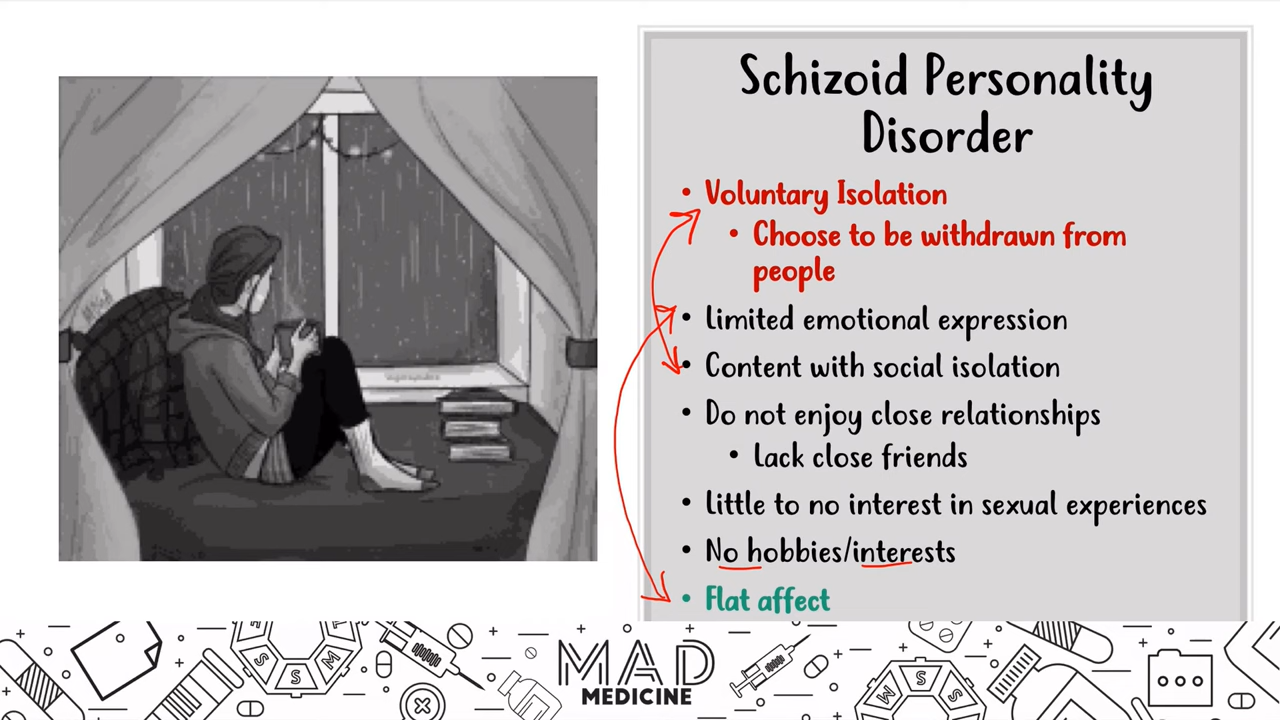 Schizoid Personality
Disorder
• Voluntary Isolation
• Choose to be withdrawn from
people
• Limited emotional expression
• Content with social isolation
• Do not enjoy close relationships
• Lack close friends
• Little to no interest in sexual experiences
• No hobbies/interests
• Flat affect
MAD
MEDICINE
S
S
M
M
S
S